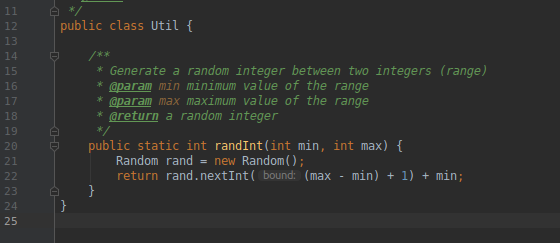 11 */
12 public class Util {
13
14 /**
15 * Generate a random integer between two integers (range)
16 * @param min minimum value of the range
17 * @param max maximum value of the range
18 * @return a random integer
19 */
20 public static int randInt(int min, int max) {
21 Random rand = new Random();
22 return rand.nextInt( bound: (max - min) + 1) + min;
23 }
24 }
25